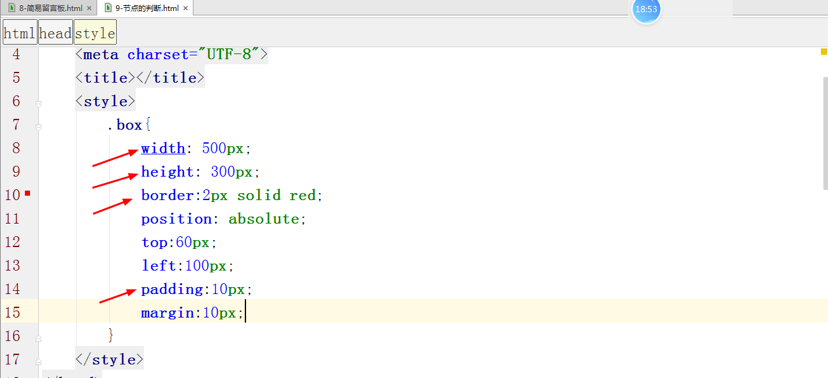 8-简易留言板.html × 9-节点的判断.html ×
18:53
html head style
4 <meta charset="UTF-8">
5 <title></title>
6 <style>
7 .box{
8 width: 500px;
9 height: 300px;
10 border:2px solid red;
11 position: absolute;
12 top:60px;
13 left:100px;
14 padding:10px;
15 margin:10px;
16 }
17 </style>